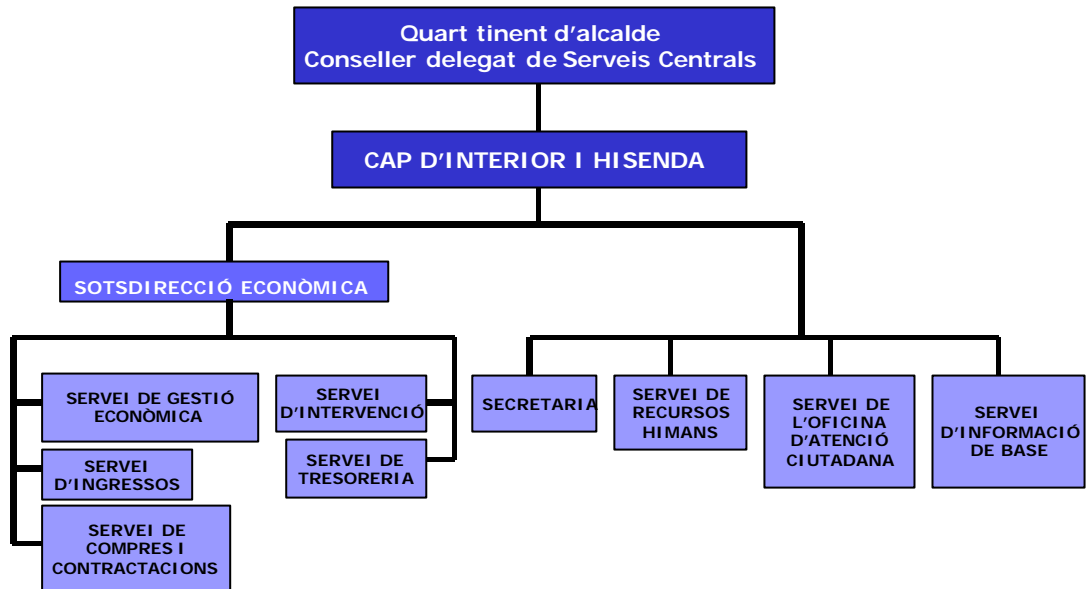 Quart tinent d'alcalde
Conseller delegat de Serveis Centrals
CAP D'INTERIOR I HISENDA
SOTSDIRECCIÓ ECONÒMICA
SERVEI DE GESTIÓ
ECONÒMICA
SERVEI
D'INGRESSOS
SERVEI DE
COMPRES I
CONTRACTACIONS
SERVEI
D'INTERVENCIÓ
SERVEI DE
TRESORERIA
SECRETARIA
SERVEI DE
RECURSOS
HIMANS
SERVEI DE
L'OFICINA
D'ATENCIÓ
CIUTADANA
SERVEI
D'INFORMACIÓ
DE BASE